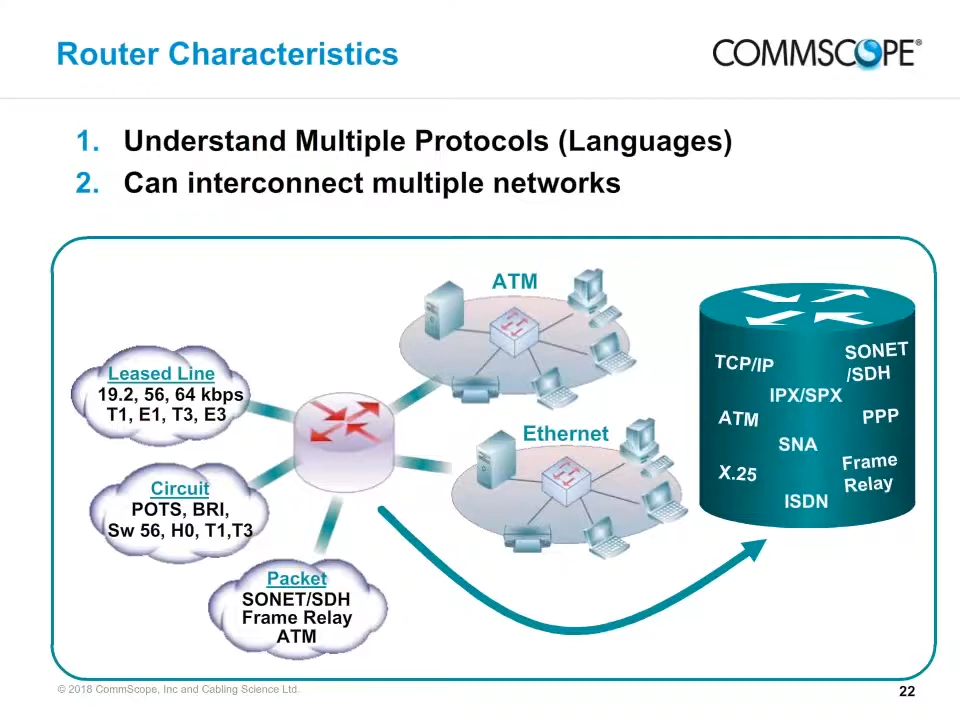 Router Characteristics
COMMSCOPE®
1. Understand Multiple Protocols (Languages)
2. Can interconnect multiple networks
ATM
Leased Line
19.2, 56, 64 kbps
T1, E1, T3, E3
Circuit
POTS, BRI,
Sw 56, H0, T1,T3
Packet
SONET/SDH
Frame Relay
ATM
Ethernet
TCP/IP
SONET
/SDH
IPX/SPX
ATM
PPP
SNA
X.25
Frame
Relay
ISDN
© 2018 CommScope, Inc and Cabling Science Ltd.
22